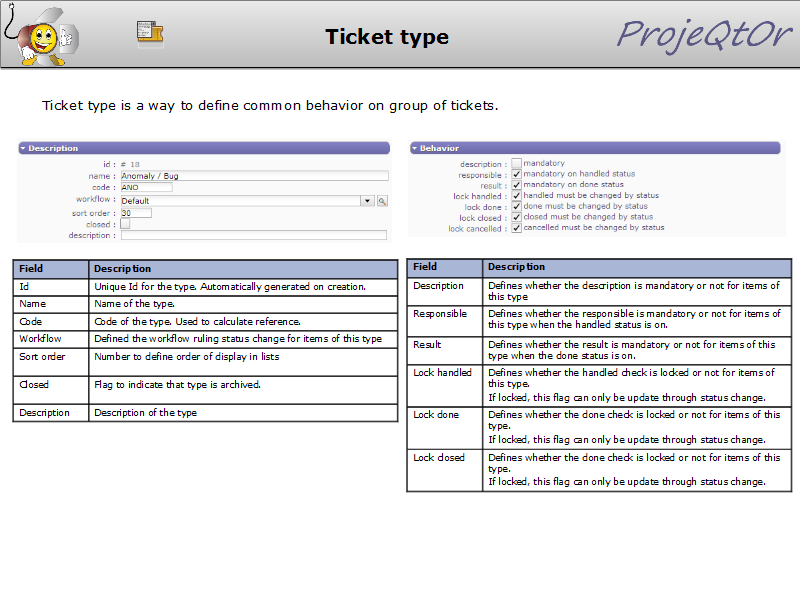 Ticket type
ProjeQtOr
Ticket type is a way to define common behavior on group of tickets.
Description
id : # 18
name : Anomaly / Bug
code : ANO
workflow : Default
sort order : 30
closed :
description :
Behavior
description : mandatory
responsible : mandatory on handled status
result : mandatory on done status
lock handled : handled must be changed by status
lock done : done must be changed by status
lock closed : closed must be changed by status
lock cancelled : cancelled must be changed by status
Field Description
Id Unique Id for the type. Automatically generated on creation.
Name Name of the type.
Code Code of the type. Used to calculate reference.
Workflow Defined the workflow ruling status change for items of this type
Sort order Number to define order of display in lists
Closed Flag to indicate that type is archived.
Description Description of the type
Field Description
Description Defines whether the description is mandatory or not for items of
this type
Responsible Defines whether the responsible is mandatory or not for items of
this type when the handled status is on.
Result Defines whether the result is mandatory or not for items of this
type when the done status is on.
Lock handled Defines whether the handled check is locked or not for items of
this type.
If locked, this flag can only be update through status change.
Lock done Defines whether the done check is locked or not for items of this
type.
If locked, this flag can only be update through status change.
Lock closed Defines whether the done check is locked or not for items of this
type.
If locked, this flag can only be update through status change.